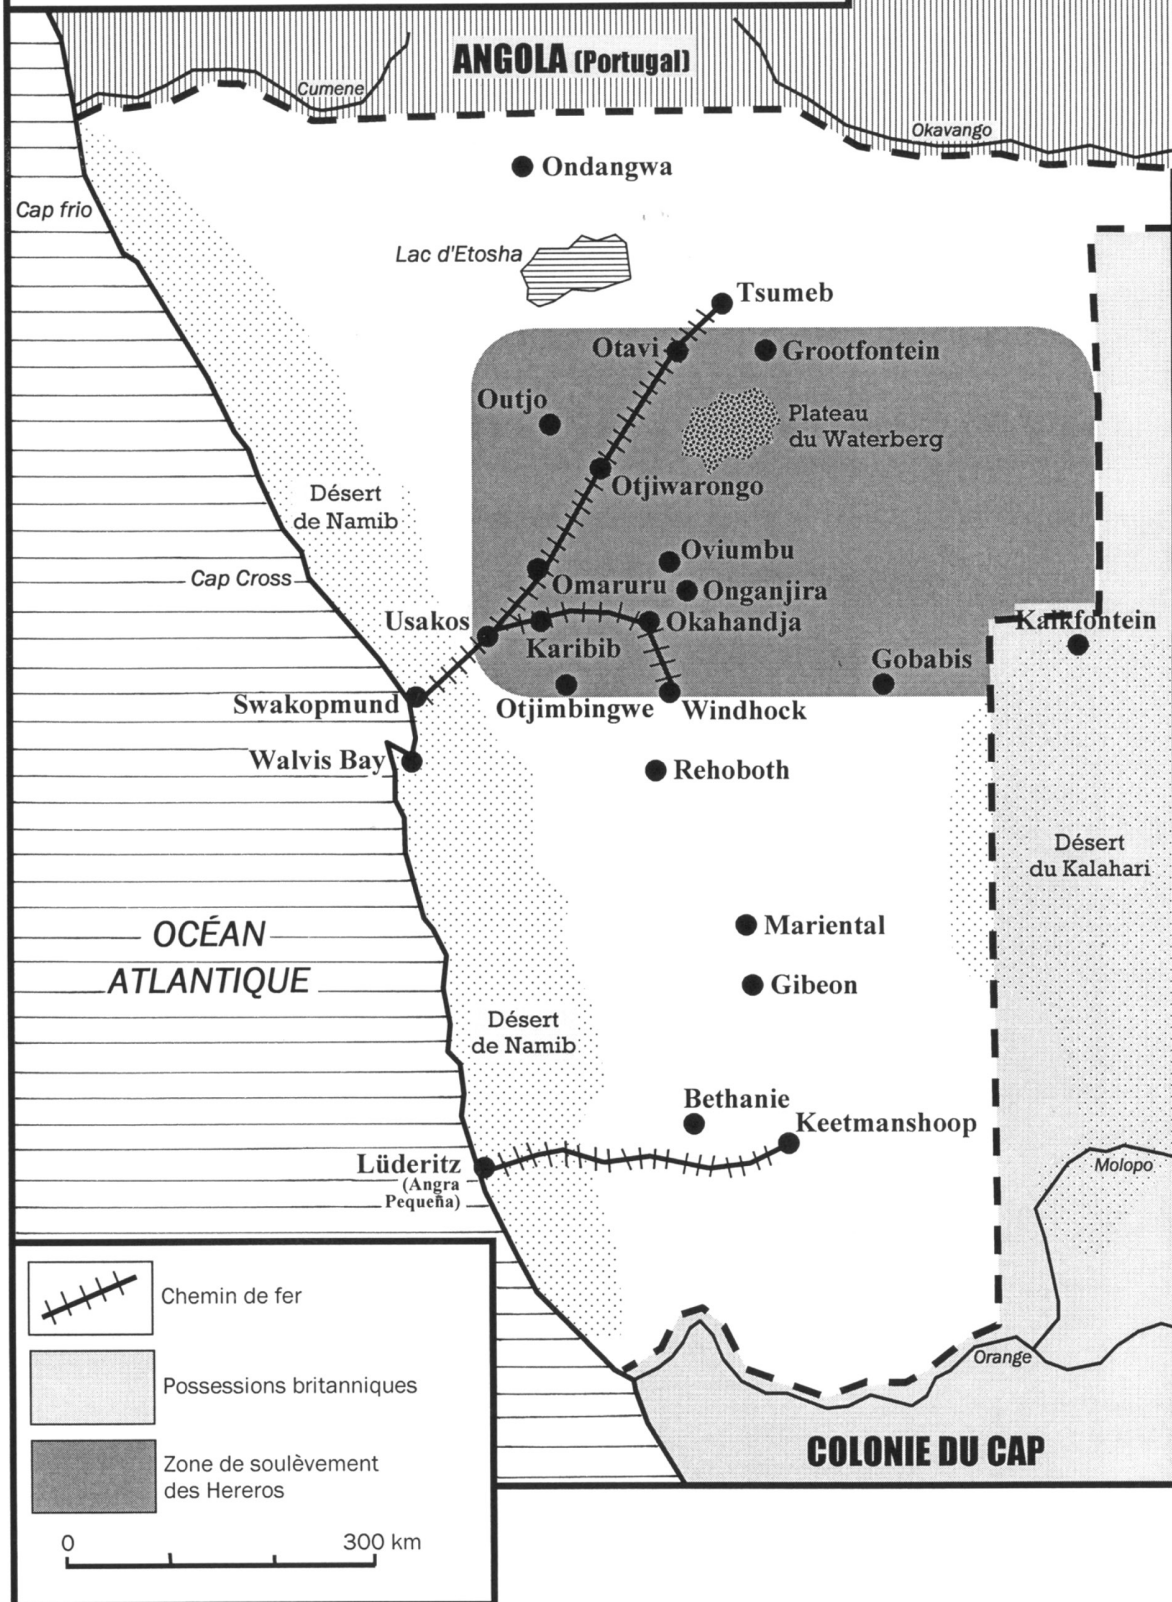 ANGOLA (Portugal)
Cumene
Okavango
Ondangwa
Cap frio
Lac d'Etosha
Tsumeb
Otavi
Grootfontein
Outjo
Plateau
du Waterberg
Otjiwarongo
Désert
de Namib
Oviumbu
Cap Cross
Omaruru
Onganjira
Usakos
Okahandja
Kalkfontein
Karibib
Gobabis
Swakopmund
Otjimbingwe
Windhock
Walvis Bay
Rehoboth
Désert
du Kalahari
OCÉAN
ATLANTIQUE
Mariental
Gibeon
Désert
de Namib
Bethanie
Keetmanshoop
Lüderitz
(Angra
Pequeña)
Molopo
Chemin de fer
Possessions britanniques
Orange
COLONIE DU CAP
Zone de soulèvement
des Hereros
0 300 km